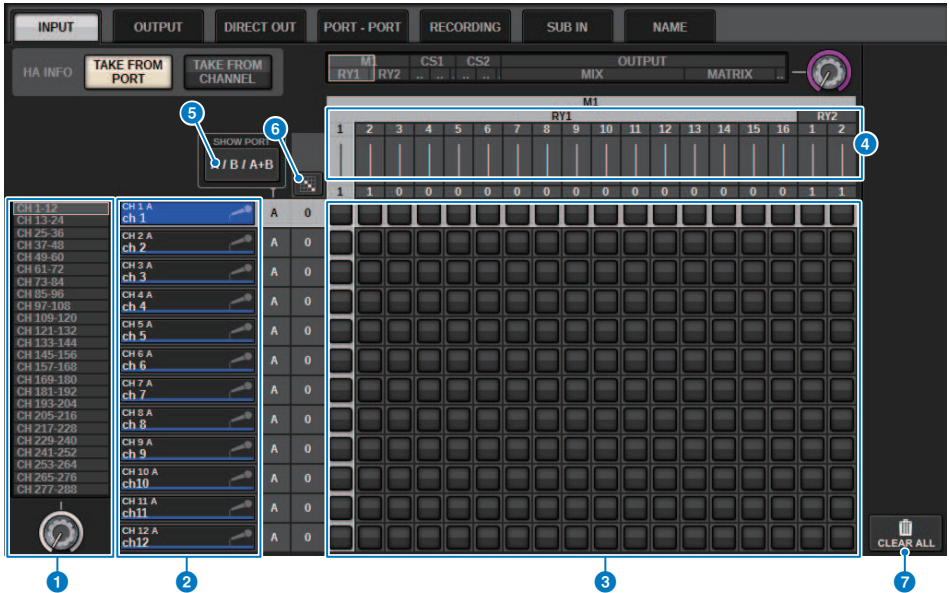 INPUT OUTPUT DIRECT OUT PORT - PORT RECORDING SUB IN NAME
HA INFO
TAKE FROM
PORT
TAKE FROM
CHANNEL
M1 CS1 CS2 OUTPUT
RY1 RY2 .. .. .. .. MIX MATRIX ..
M1
RY1 RY2
1 2 3 4 5 6 7 8 9 10 11 12 13 14 15 16 1 2
1 1 0 0 0 0 0 0 0 0 0 0 0 0 0 0 1 1
4
5
6
SHOW PORT
A / B / A+B
CH 1-12
CH 13-24
CH 25-36
CH 37-48
CH 49-60
CH 61-72
CH 73-84
CH 85-96
CH 97-108
CH 109-120
CH 121-132
CH 133-144
CH 145-156
CH 157-168
CH 169-180
CH 181-192
CH 193-204
CH 205-216
CH 217-228
CH 229-240
CH 241-252
CH 253-264
CH 265-276
CH 277-288
CH 1 A
ch 1 A 0
CH 2 A
ch 2 A 0
CH 3 A
ch 3 A 0
CH 4 A
ch 4 A 0
CH 5 A
ch 5 A 0
CH 6 A
ch 6 A 0
CH 7 A
ch 7 A 0
CH 8 A
ch 8 A 0
CH 9 A
ch 9 A 0
CH 10 A
ch10 A 0
CH 11 A
ch11 A 0
CH 12 A
ch12 A 0
CLEAR ALL
1 2 3 7